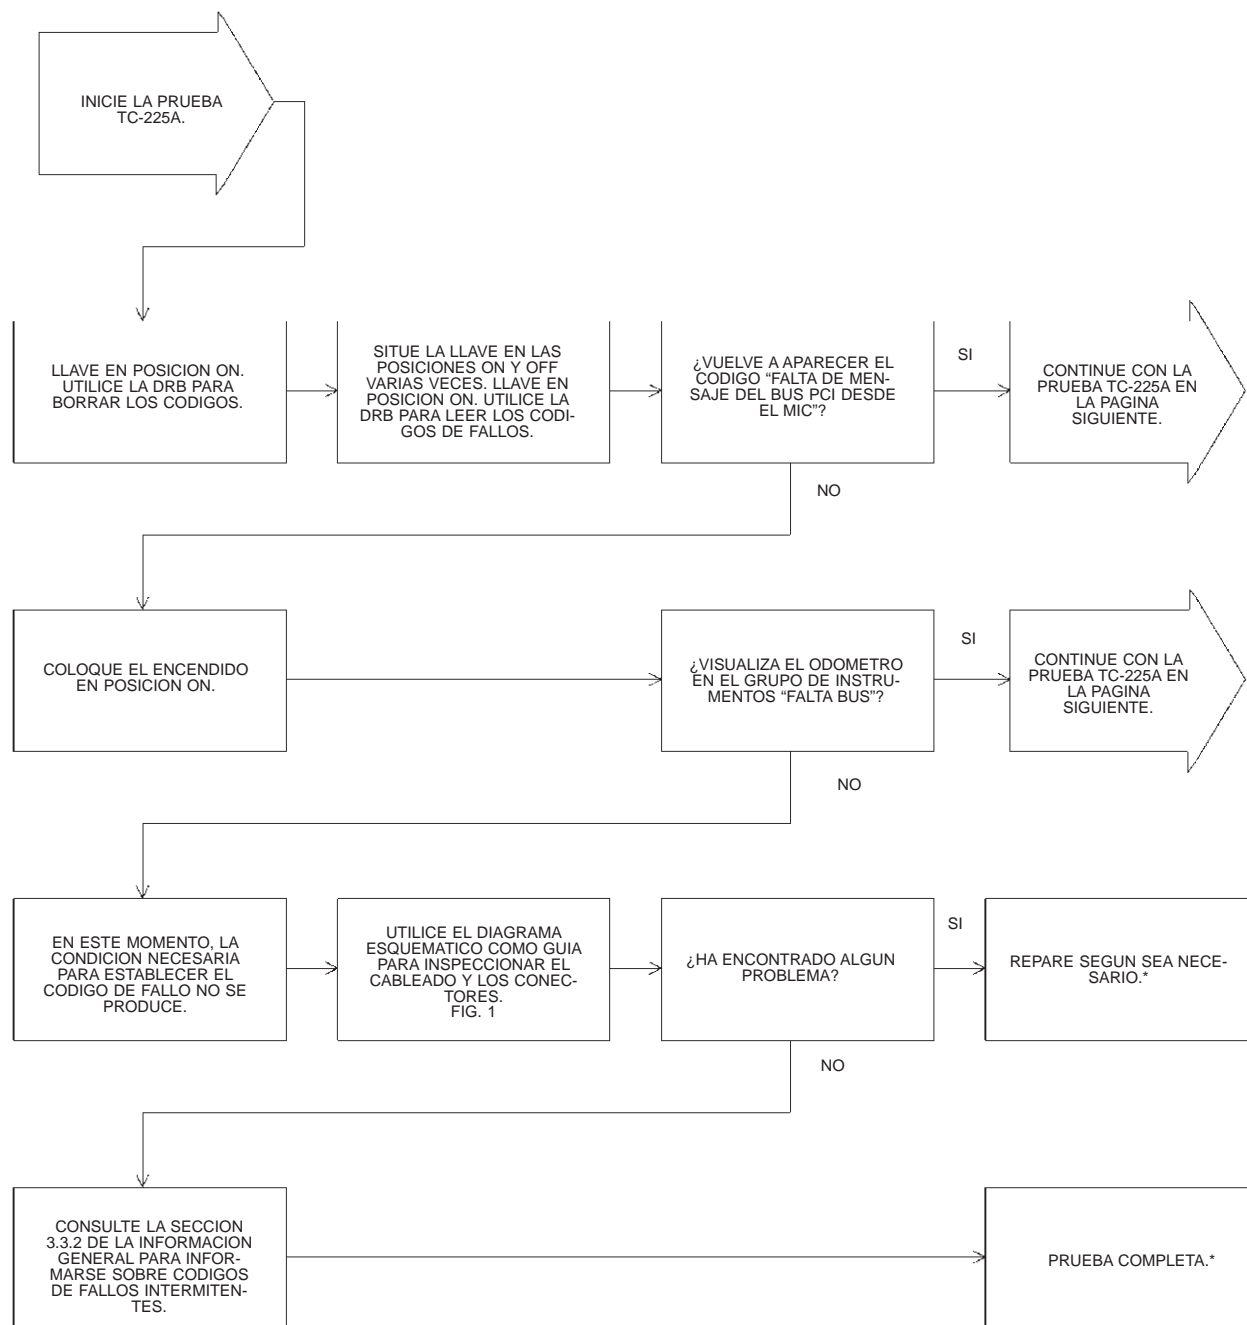 INICIE LA PRUEBA
TC-225A.
LLAVE EN POSICION ON.
UTILICE LA DRB PARA
BORRAR LOS CODIGOS.
SITUE LA LLAVE EN LAS
POSICIONES ON Y OFF
VARIAS VECES. LLAVE EN
POSICION ON. UTILICE LA
DRB PARA LEER LOS CODI-
GOS DE FALLOS.
¿VUELVE A APARECER EL
CODIGO “FALTA DE MEN-
SAJE DEL BUS PCI DESDE
EL MIC”?
SI
CONTINUE CON LA
PRUEBA TC-225A EN
LA PAGINA
SIGUIENTE.
NO
COLOQUE EL ENCENDIDO
EN POSICION ON.
¿VISUALIZA EL ODOMETRO
EN EL GRUPO DE INSTRU-
MENTOS “FALTA BUS”?
SI
CONTINUE CON LA
PRUEBA TC-225A EN
LA PAGINA
SIGUIENTE.
NO
EN ESTE MOMENTO, LA
CONDICION NECESARIA
PARA ESTABLECER EL
CODIGO DE FALLO NO SE
PRODUCE.
UTILICE EL DIAGRAMA
ESQUEMATICO COMO GUIA
PARA INSPECCIONAR EL
CABLEADO Y LOS CONEC-
TORES.
FIG. 1
¿HA ENCONTRADO ALGUN
PROBLEMA?
SI
REPARE SEGUN SEA NECE-
SARIO.*
NO
CONSULTE LA SECCION
3.3.2 DE LA INFORMACION
GENERAL PARA INFOR-
MARSE SOBRE CODIGOS
DE FALLOS INTERMITEN-
TES.
PRUEBA COMPLETA.*